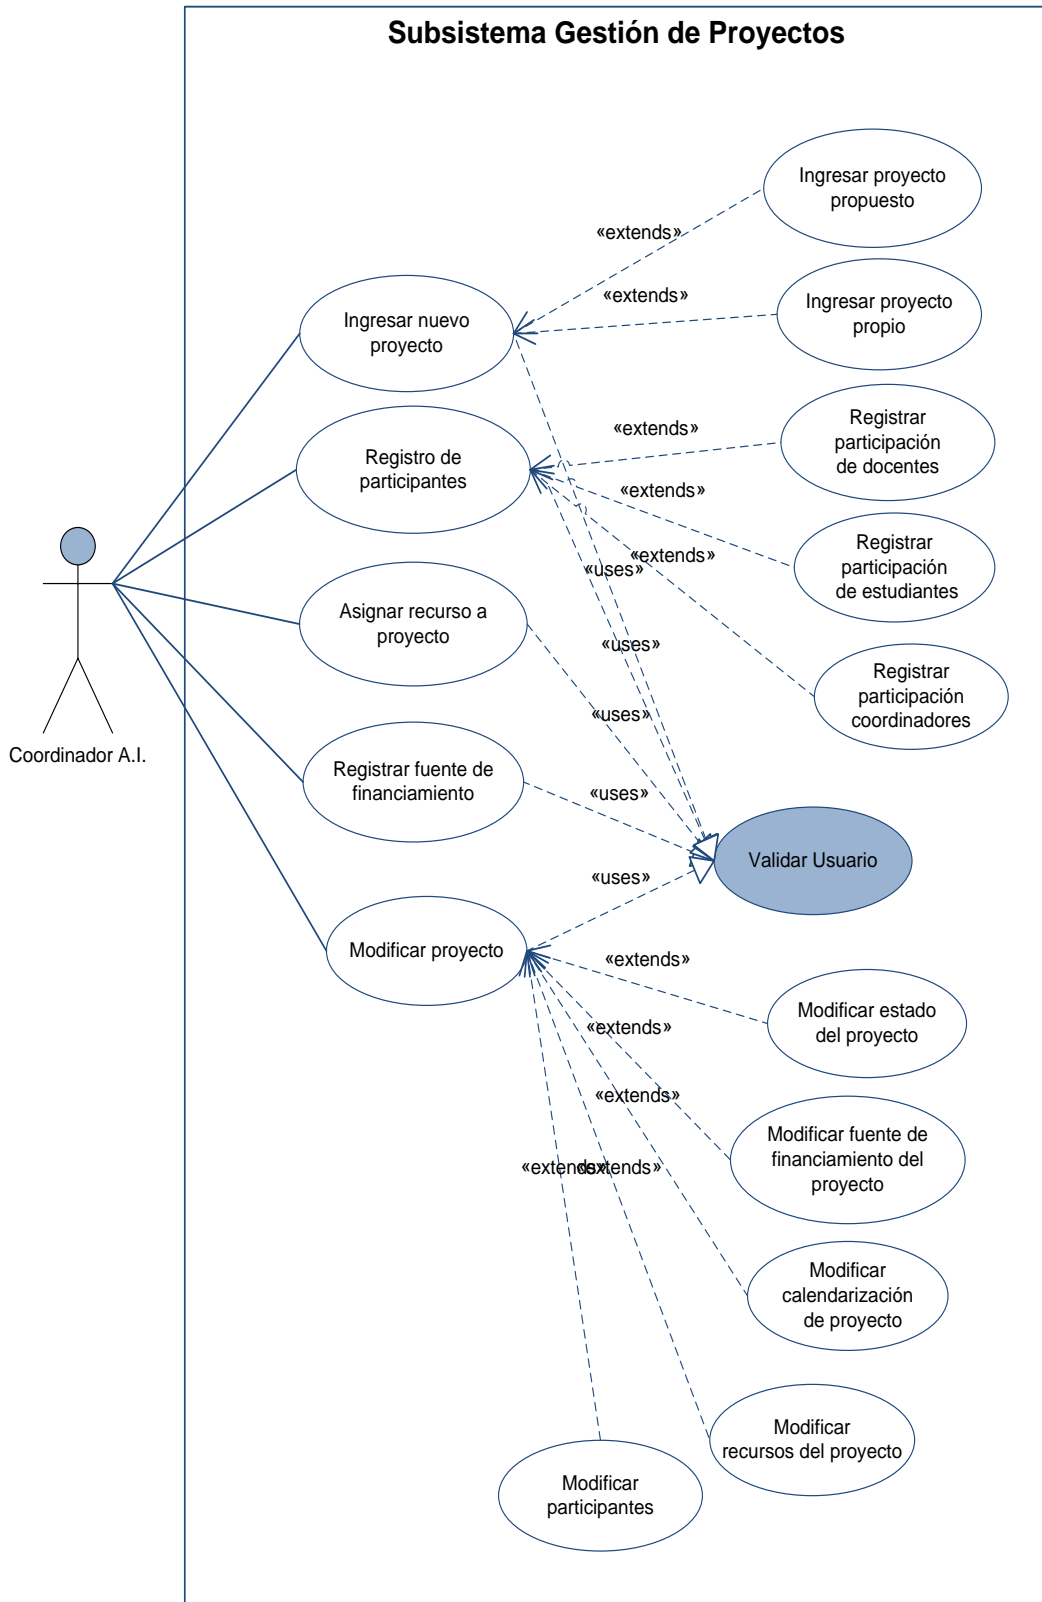 Subsistema Gestión de Proyectos
Ingresar proyecto
propuesto
«extends»
«extends»
Ingresar proyecto
propio
Ingresar nuevo
proyecto
«extends»
Registrar
participación
de docentes
Registro de
participantes
«extends»
«extends»
Registrar
participación
de estudiantes
«uses»
Asignar recurso a
proyecto
«uses»
Registrar
participación
coordinadores
«uses»
Coordinador A.I.
Registrar fuente de
financiamiento
«uses»
Validar Usuario
«uses»
Modificar proyecto
«extends»
Modificar estado
del proyecto
«extends»
«extends»
Modificar fuente de
financiamiento del
proyecto
«extends»
«extends»
Modificar
calendarización
de proyecto
Modificar
recursos del proyecto
Modificar
participantes